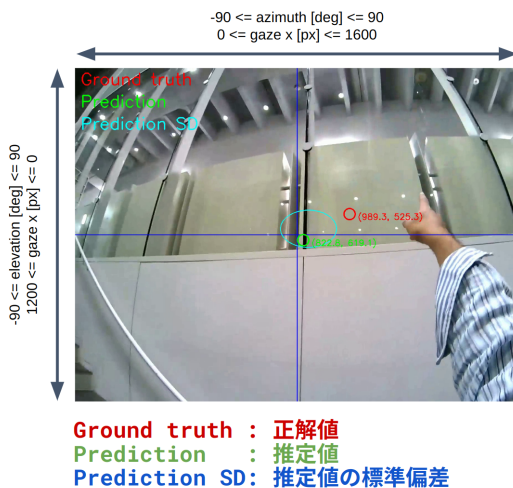 -90 <= azimuth [deg] <= 90
0 <= gaze x [px] <= 1600
-90 <= elevation [deg] <= 90
1200 <= gaze x [px] <= 0
Ground truth
Prediction
Prediction SD
(989.3, 525.3)
Ground truth : 正解値
Prediction : 推定値
Prediction SD: 推定値の標準偏差